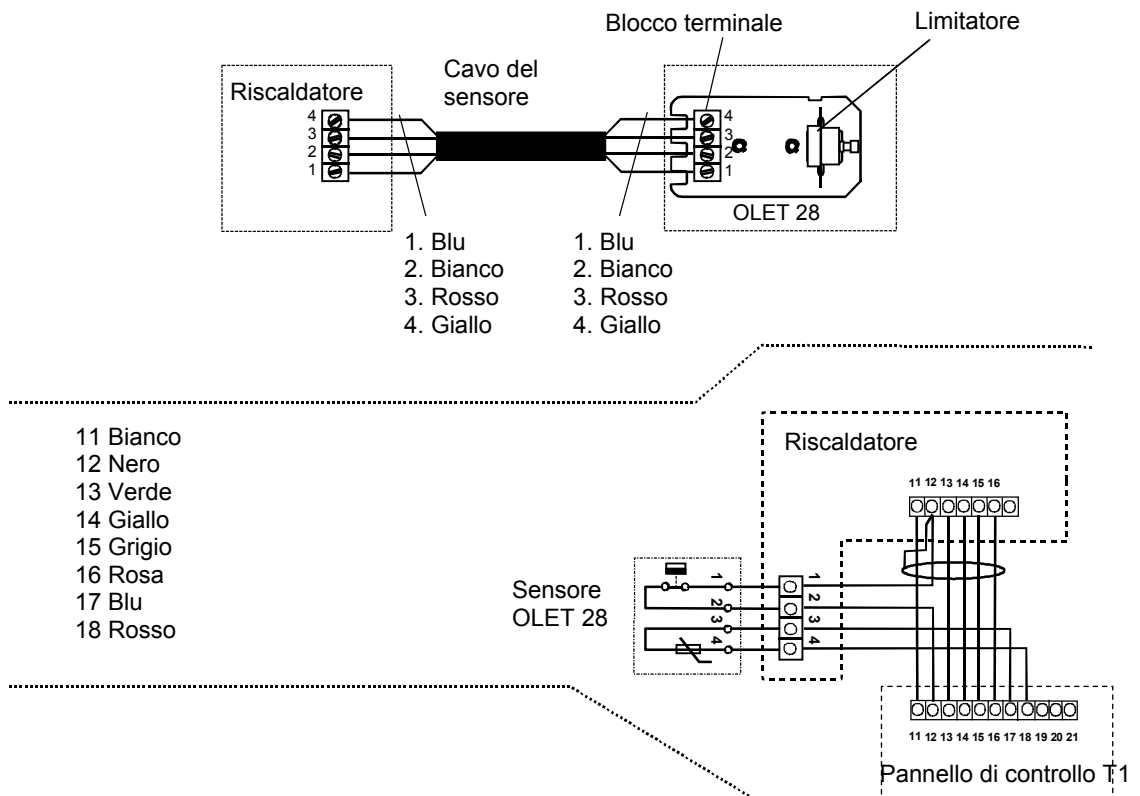 Blocco terminale
Limitatore
Cavo del
sensore
Riscaldatore
4
3
2
1
4
3
2
1
OLET 28
1. Blu
2. Bianco
3. Rosso
4. Giallo
1. Blu
2. Bianco
3. Rosso
4. Giallo
11 Bianco
12 Nero
13 Verde
14 Giallo
15 Grigio
16 Rosa
17 Blu
18 Rosso
Riscaldatore
11 12 13 14 15 16
Sensore
OLET 28
1
2
3
4
1
2
3
4
11 12 13 14 15 16 17 18 19 20 21
Pannello di controllo T1